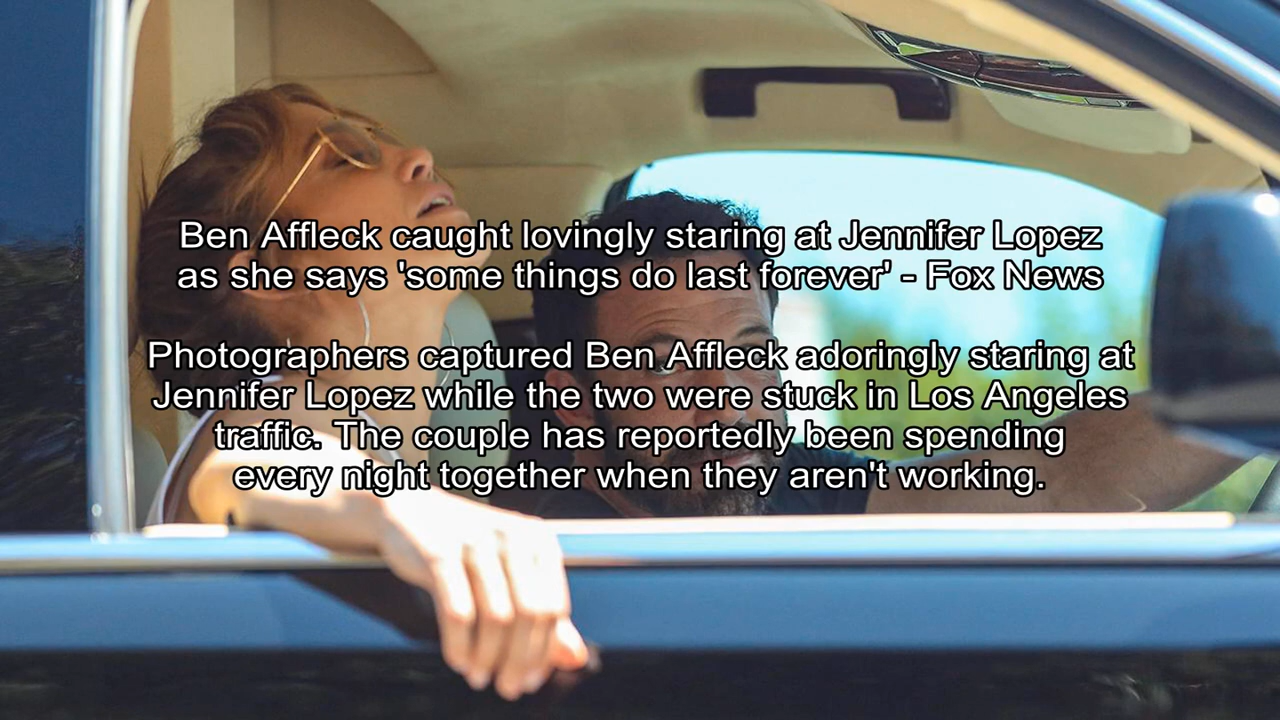 Ben Affleck caught lovingly staring at Jennifer Lopez
as she says 'some things do last forever' - Fox News
Photographers captured Ben Affleck adoringly staring at
Jennifer Lopez while the two were stuck in Los Angeles
traffic. The couple has reportedly been spending
every night together when they aren't working.